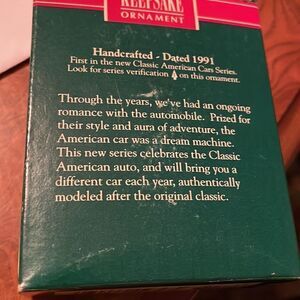 KEEPSAKE
ORNAMENT
Handcrafted - Dated 1991
First in the new Classic American Cars Series.
Look for series verification on this ornament.
Through the years, we've had an ongoing
romance with the automobile. Prized for
their style and aura of adventure, the
American car was a dream machine.
This new series celebrates the Classic
American auto, and will bring you a
different car each year, authentically
modeled after the original classic.